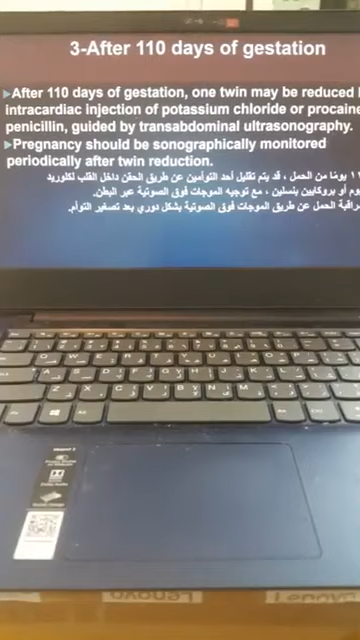 3-After 110 days of gestation
After 110 days of gestation, one twin may be reduced
intracardiac injection of potassium chloride or procaine
penicillin, guided by transabdominal ultrasonography.
Pregnancy should be sonographically monitored
periodically after twin reduction.
يومًا من الحمل ، قد يتم تقليل أحد التوأمين عن طريق الحقن داخل القلب لكلوريد
أو بروكايين بنسلين ، مع توجيه الموجات فوق الصوتية عبر البطن.
مراقبة الحمل عن طريق الموجات فوق الصوتية بشكل دوري بعد تصغير التوأم.
Q W E R T Y U I O P
A S D F G H J K L
Z X C V B N M
Lenovo